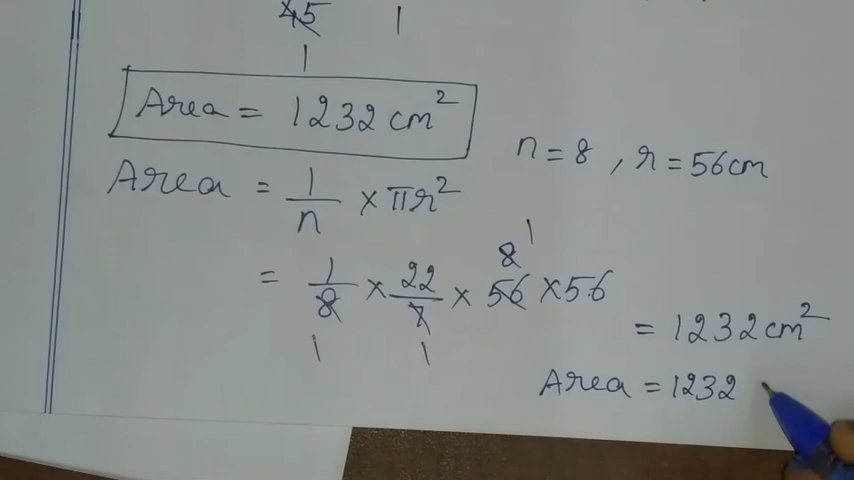 45 1
1
Area = 1232 cm²
n = 8 , r = 56cm
Area = 1/n × πr²
8 1
= 1/8 × 22/7 × 56 × 56
1 1
= 1232 cm²
Area = 1232